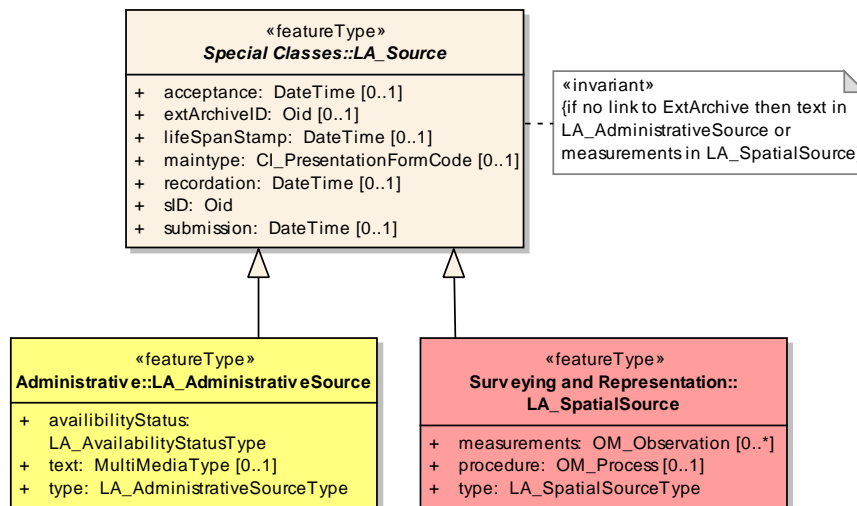 «featureType»
Special Classes::LA_Source
+ acceptance: DateTime [0..1]
+ extArchiveID: Oid [0..1]
+ lifeSpanStamp: DateTime [0..1]
+ maintype: CI_PresentationFormCode [0..1]
+ recordation: DateTime [0..1]
+ sID: Oid
+ submission: DateTime [0..1]
«invariant»
{if no link to ExtArchive then text in
LA_AdministrativeSource or
measurements in LA_SpatialSource}
«featureType»
Administrative::LA_AdministrativeSource
+ availibilityStatus:
LA_AvailabilityStatusType
+ text: MultiMediaType [0..1]
+ type: LA_AdministrativeSourceType
«featureType»
Surveying and Representation::
LA_SpatialSource
+ measurements: OM_Observation [0..*]
+ procedure: OM_Process [0..1]
+ type: LA_SpatialSourceType